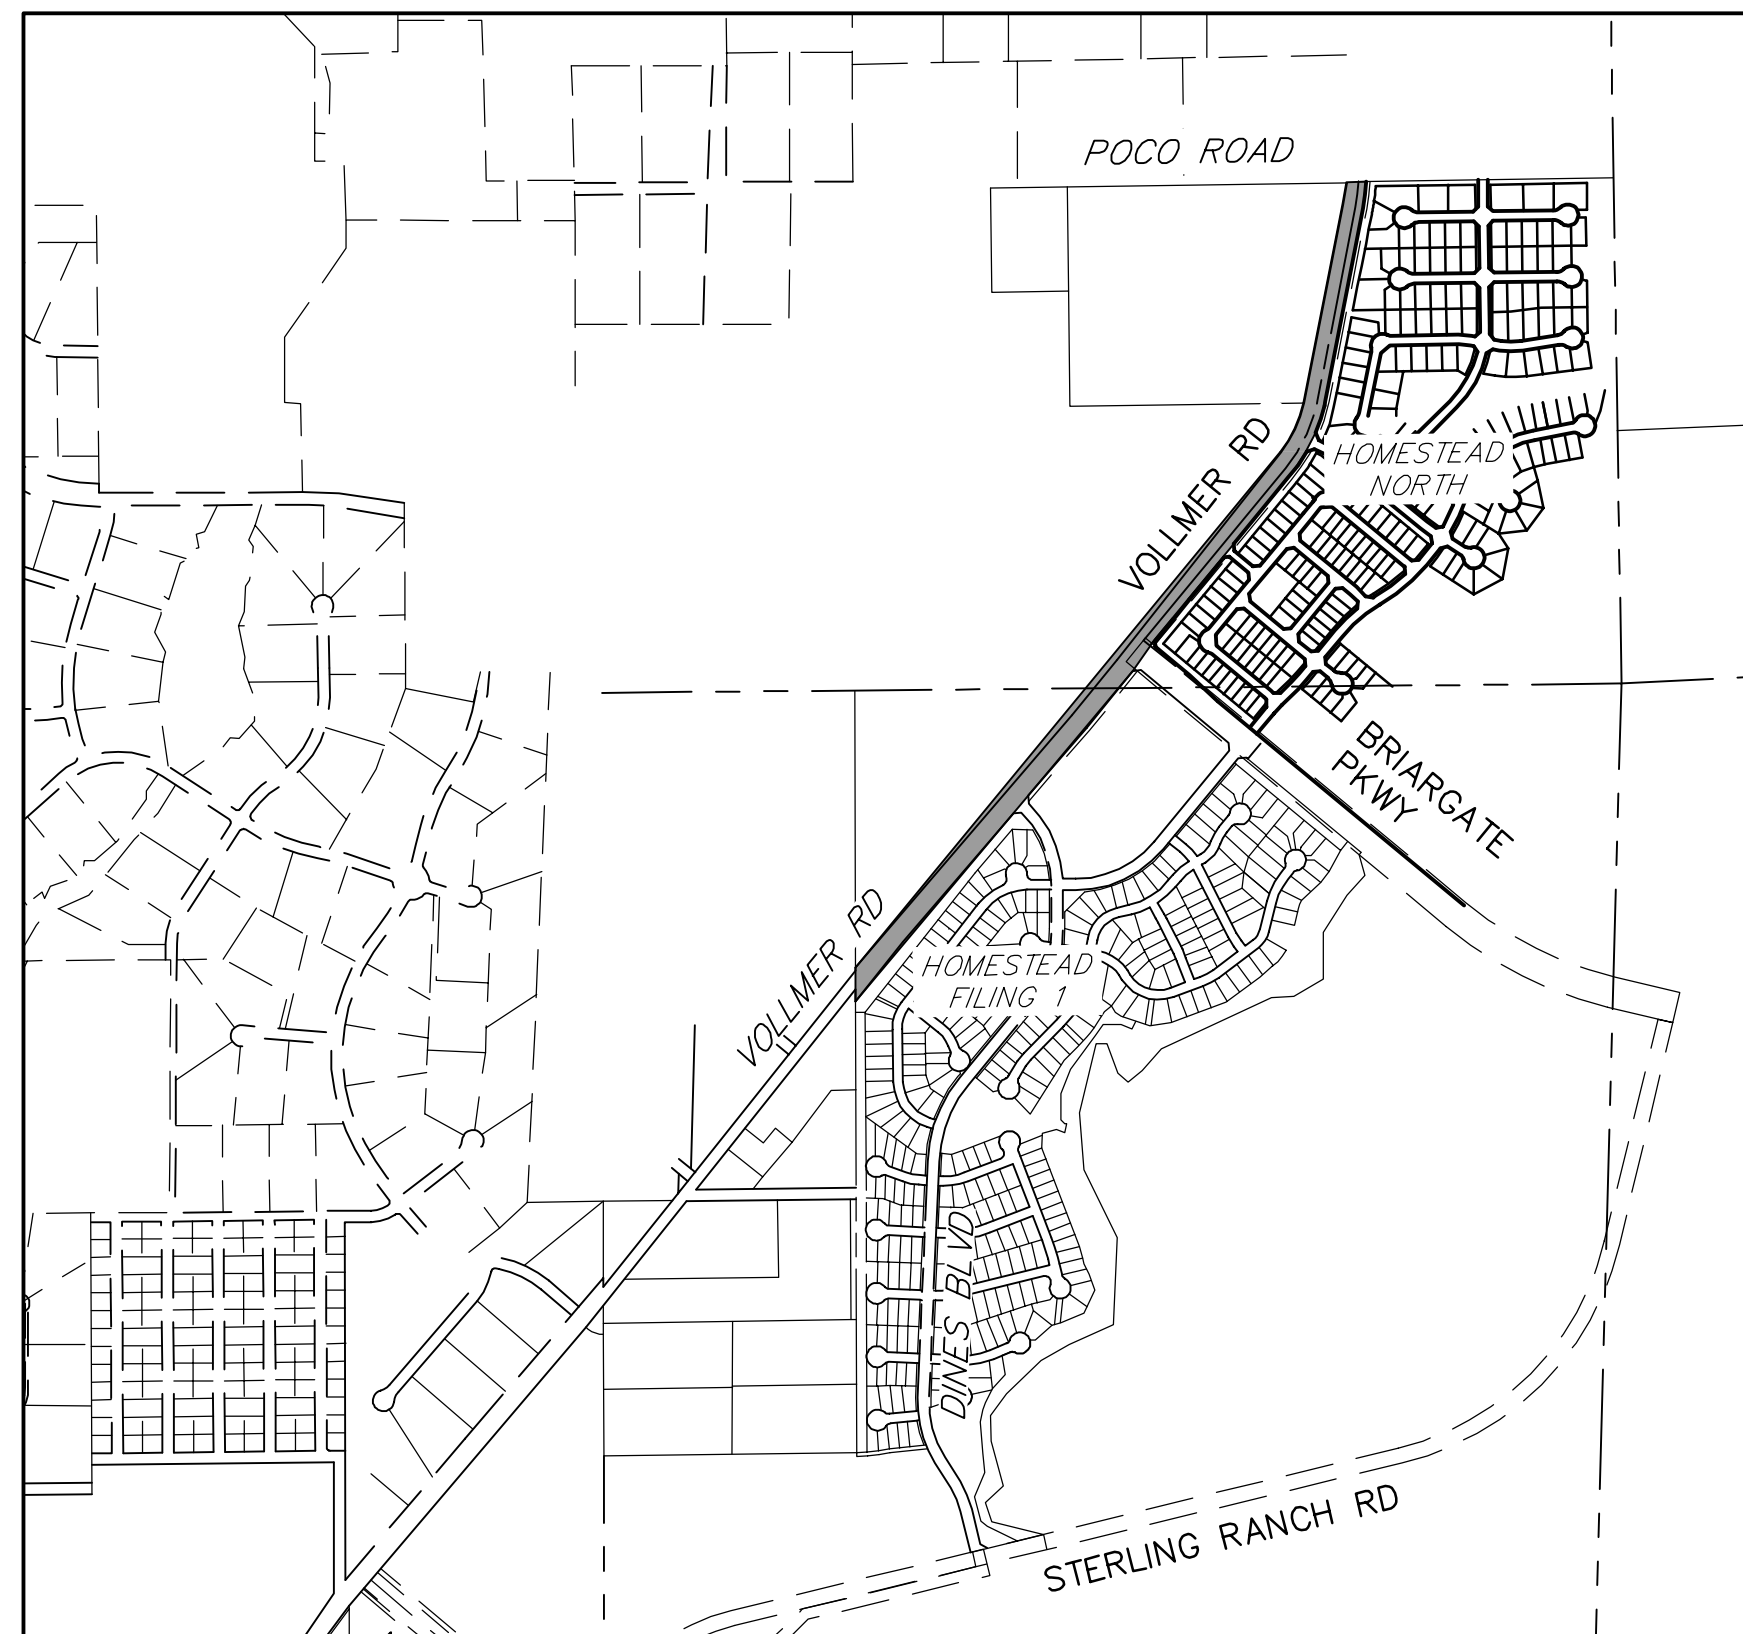 POCO ROAD
VOLLMER RD
HOMESTEAD
NORTH
BRIARGATE
PKWY
VOLLMER RD
HOMESTEAD
FILING 1
DINES BLVD
STERLING RANCH RD